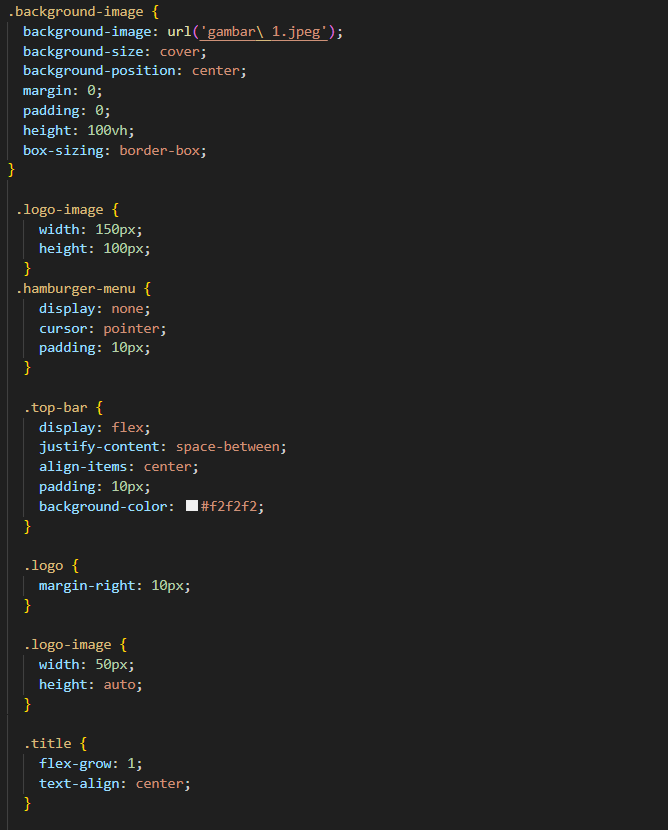 .background-image {
background-image: url('gambar\ 1.jpeg');
background-size: cover;
background-position: center;
margin: 0;
padding: 0;
height: 100vh;
box-sizing: border-box;
}
.logo-image {
width: 150px;
height: 100px;
}
.hamburger-menu {
display: none;
cursor: pointer;
padding: 10px;
}
.top-bar {
display: flex;
justify-content: space-between;
align-items: center;
padding: 10px;
background-color: #f2f2f2;
}
.logo {
margin-right: 10px;
}
.logo-image {
width: 50px;
height: auto;
}
.title {
flex-grow: 1;
text-align: center;
}